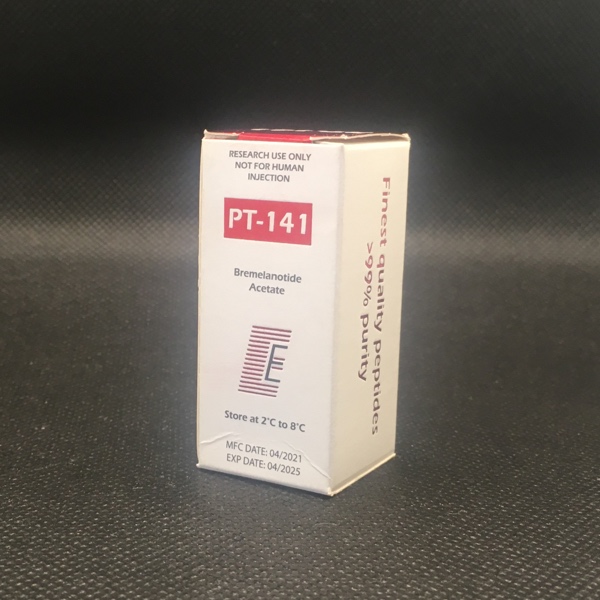 RESEARCH USE ONLY
NOT FOR HUMAN
INJECTION
PT-141
Bremelanotide
Acetate
E
Store at 2°C to 8°C
MFC DATE: 04/2021
EXP DATE: 04/2025
Finest quality peptides
>99% purity